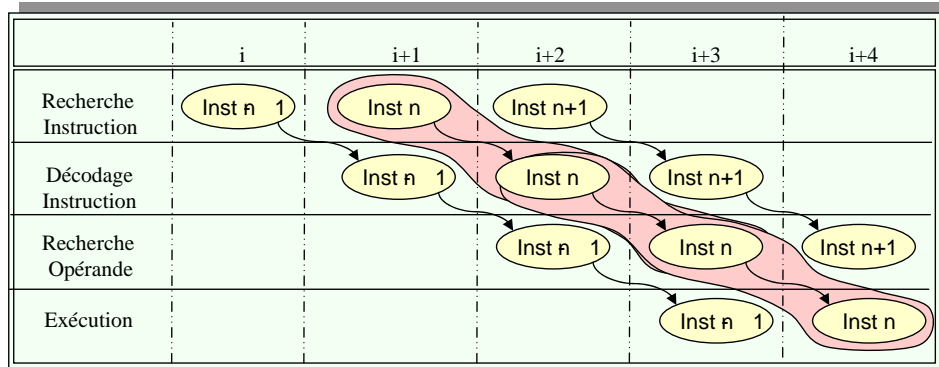 i i+1 i+2 i+3 i+4
Recherche
Instruction
Inst n-1 Inst n Inst n+1
Décodage
Instruction
Inst n-1 Inst n Inst n+1
Recherche
Opérande
Inst n-1 Inst n Inst n+1
Exécution
Inst n-1 Inst n